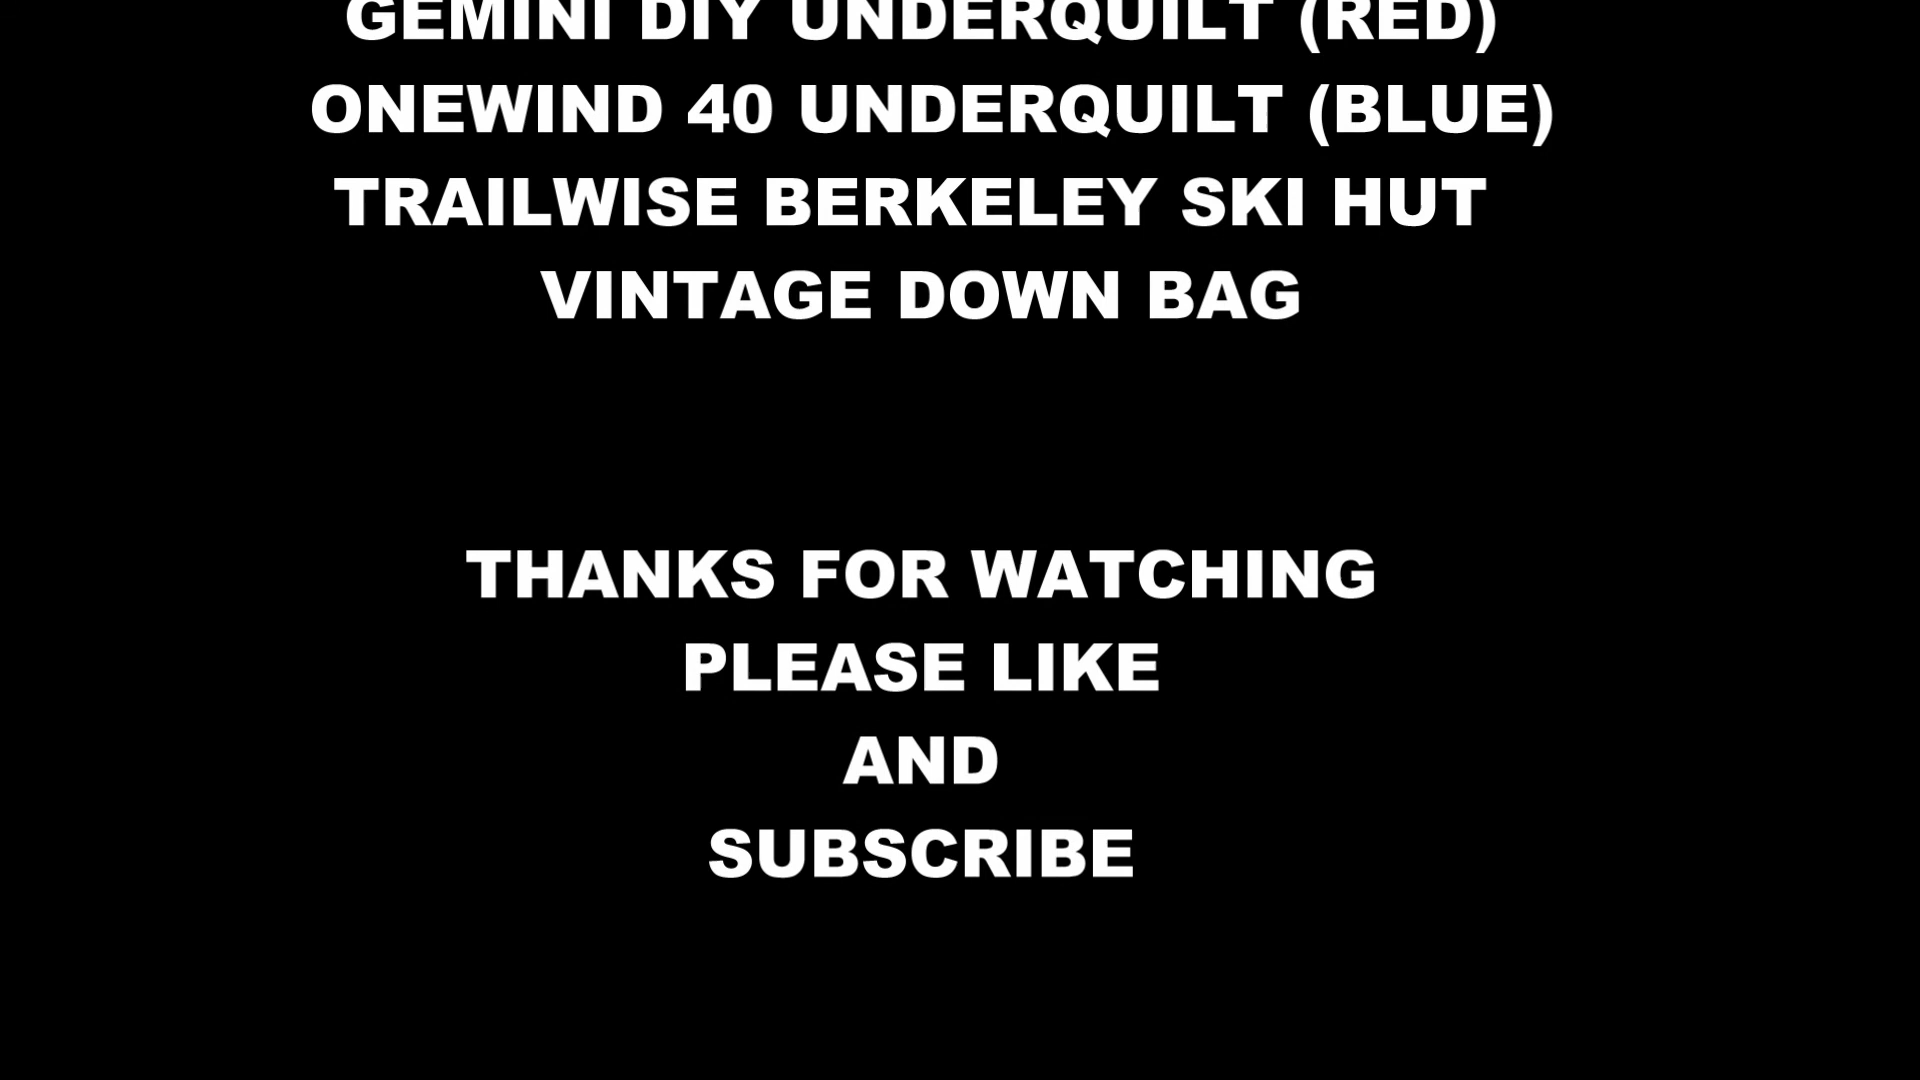 GEMINI DIY UNDERQUILT (RED)
ONEWIND 40 UNDERQUILT (BLUE)
TRAILWISE BERKELEY SKI HUT
VINTAGE DOWN BAG
THANKS FOR WATCHING
PLEASE LIKE
AND
SUBSCRIBE